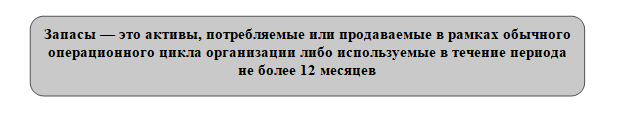 Запасы — это активы, потребляемые или продаваемые в рамках обычного
операционного цикла организации либо используемые в течение периода
не более 12 месяцев